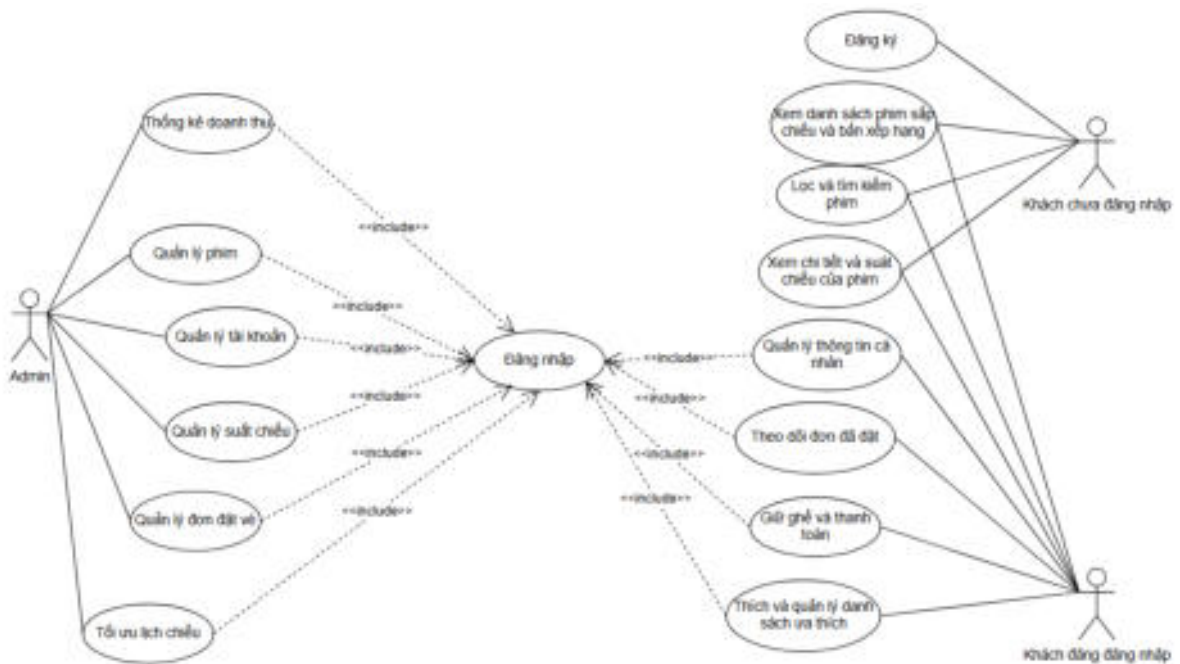 Đăng ký
Thống kê doanh thu
Xem danh sách phim sắp
chiếu và bản xếp hạng
Lọc và tìm kiếm
phim
Khách chưa đăng nhập
<<include>>
Quản lý phim
Xem chi tiết và suất
chiếu của phim
<<include>>
Quản lý tài khoản
<<include>>
Đăng nhập
<<include>>
Quản lý thông tin cá
nhân
Admin
<<include>>
<<include>>
Quản lý suất chiếu
Theo dõi đơn đã đặt
<<include>>
<<include>>
<<include>>
<<include>>
Quản lý đơn đặt vé
Giữ ghế và thanh
toán
Tối ưu lịch chiếu
Thích và quản lý danh
sách ưa thích
Khách đăng đăng nhập